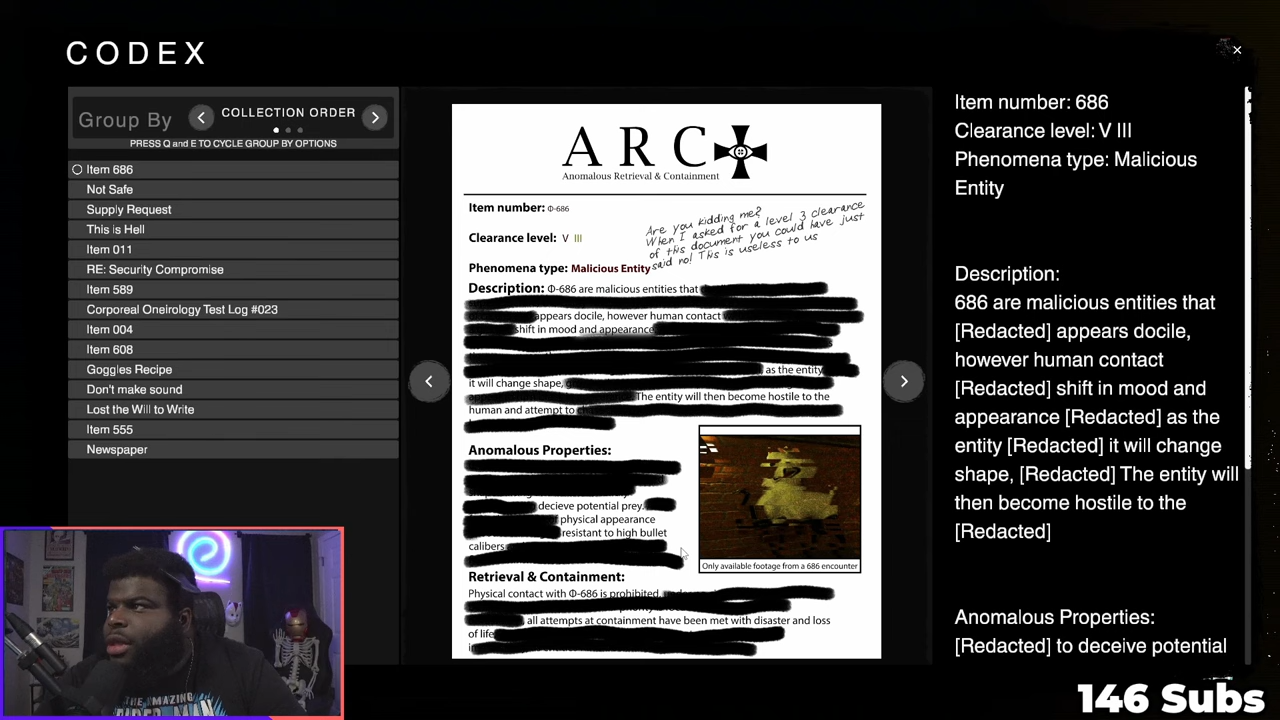 CODEX
Group By
COLLECTION ORDER
PRESS Q and E TO CYCLE GROUP BY OPTIONS
Item 686
Not Safe
Supply Request
This is Hell
Item 011
RE: Security Compromise
Item 589
Corporeal Oneirology Test Log #023
Item 004
Item 608
Goggles Recipe
Don't make sound
Lost the Will to Write
Item 555
Newspaper
ARC
Anomalous Retrieval & Containment
Item number: Φ-686
Clearance level: V III
Phenomena type: Malicious Entity
Are you kidding me?
When I asked for a level 3 clearance
of this document you could have just
said no! This is useless to us
Description: Φ-686 are malicious entities that
appears docile, however human contact
shift in mood and appearance
as the entity
it will change shape,
The entity will then become hostile to the
human and attempt to
Anomalous Properties:
decieve potential prey.
physical appearance
resistant to high bullet
calibers
Only available footage from a 686 encounter
Retrieval & Containment:
Physical contact with Φ-686 is prohibited,
all attempts at containment have been met with disaster and loss
of life
Item number: 686
Clearance level: V III
Phenomena type: Malicious
Entity
Description:
686 are malicious entities that
[Redacted] appears docile,
however human contact
[Redacted] shift in mood and
appearance [Redacted] as the
entity [Redacted] it will change
shape, [Redacted] The entity will
then become hostile to the
[Redacted]
Anomalous Properties:
[Redacted] to deceive potential
THE AMAZING
146 Subs